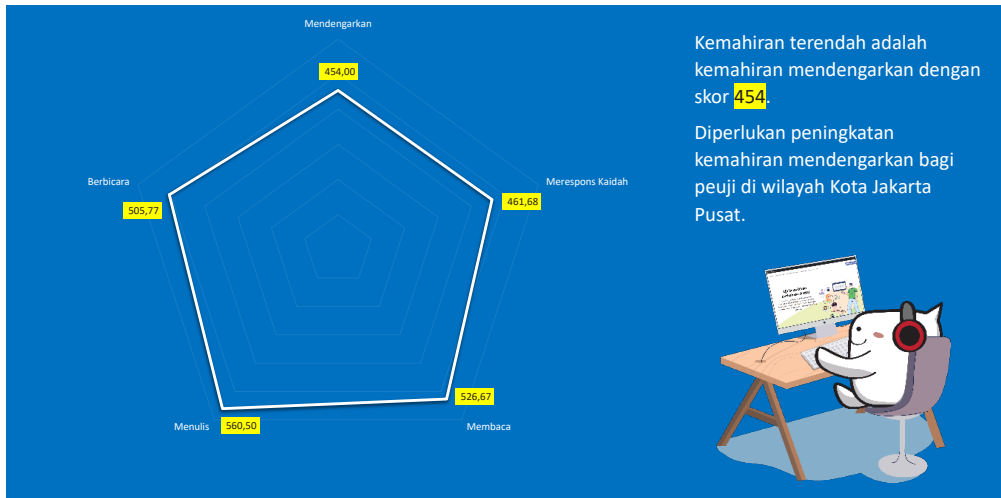 Mendengarkan
454,00
Berbicara
505,77
Merespons Kaidah
461,68
Menulis
560,50
526,67
Membaca
Kemahiran terendah adalah
kemahiran mendengarkan dengan
skor 454.
Diperlukan peningkatan
kemahiran mendengarkan bagi
peuji di wilayah Kota Jakarta
Pusat.